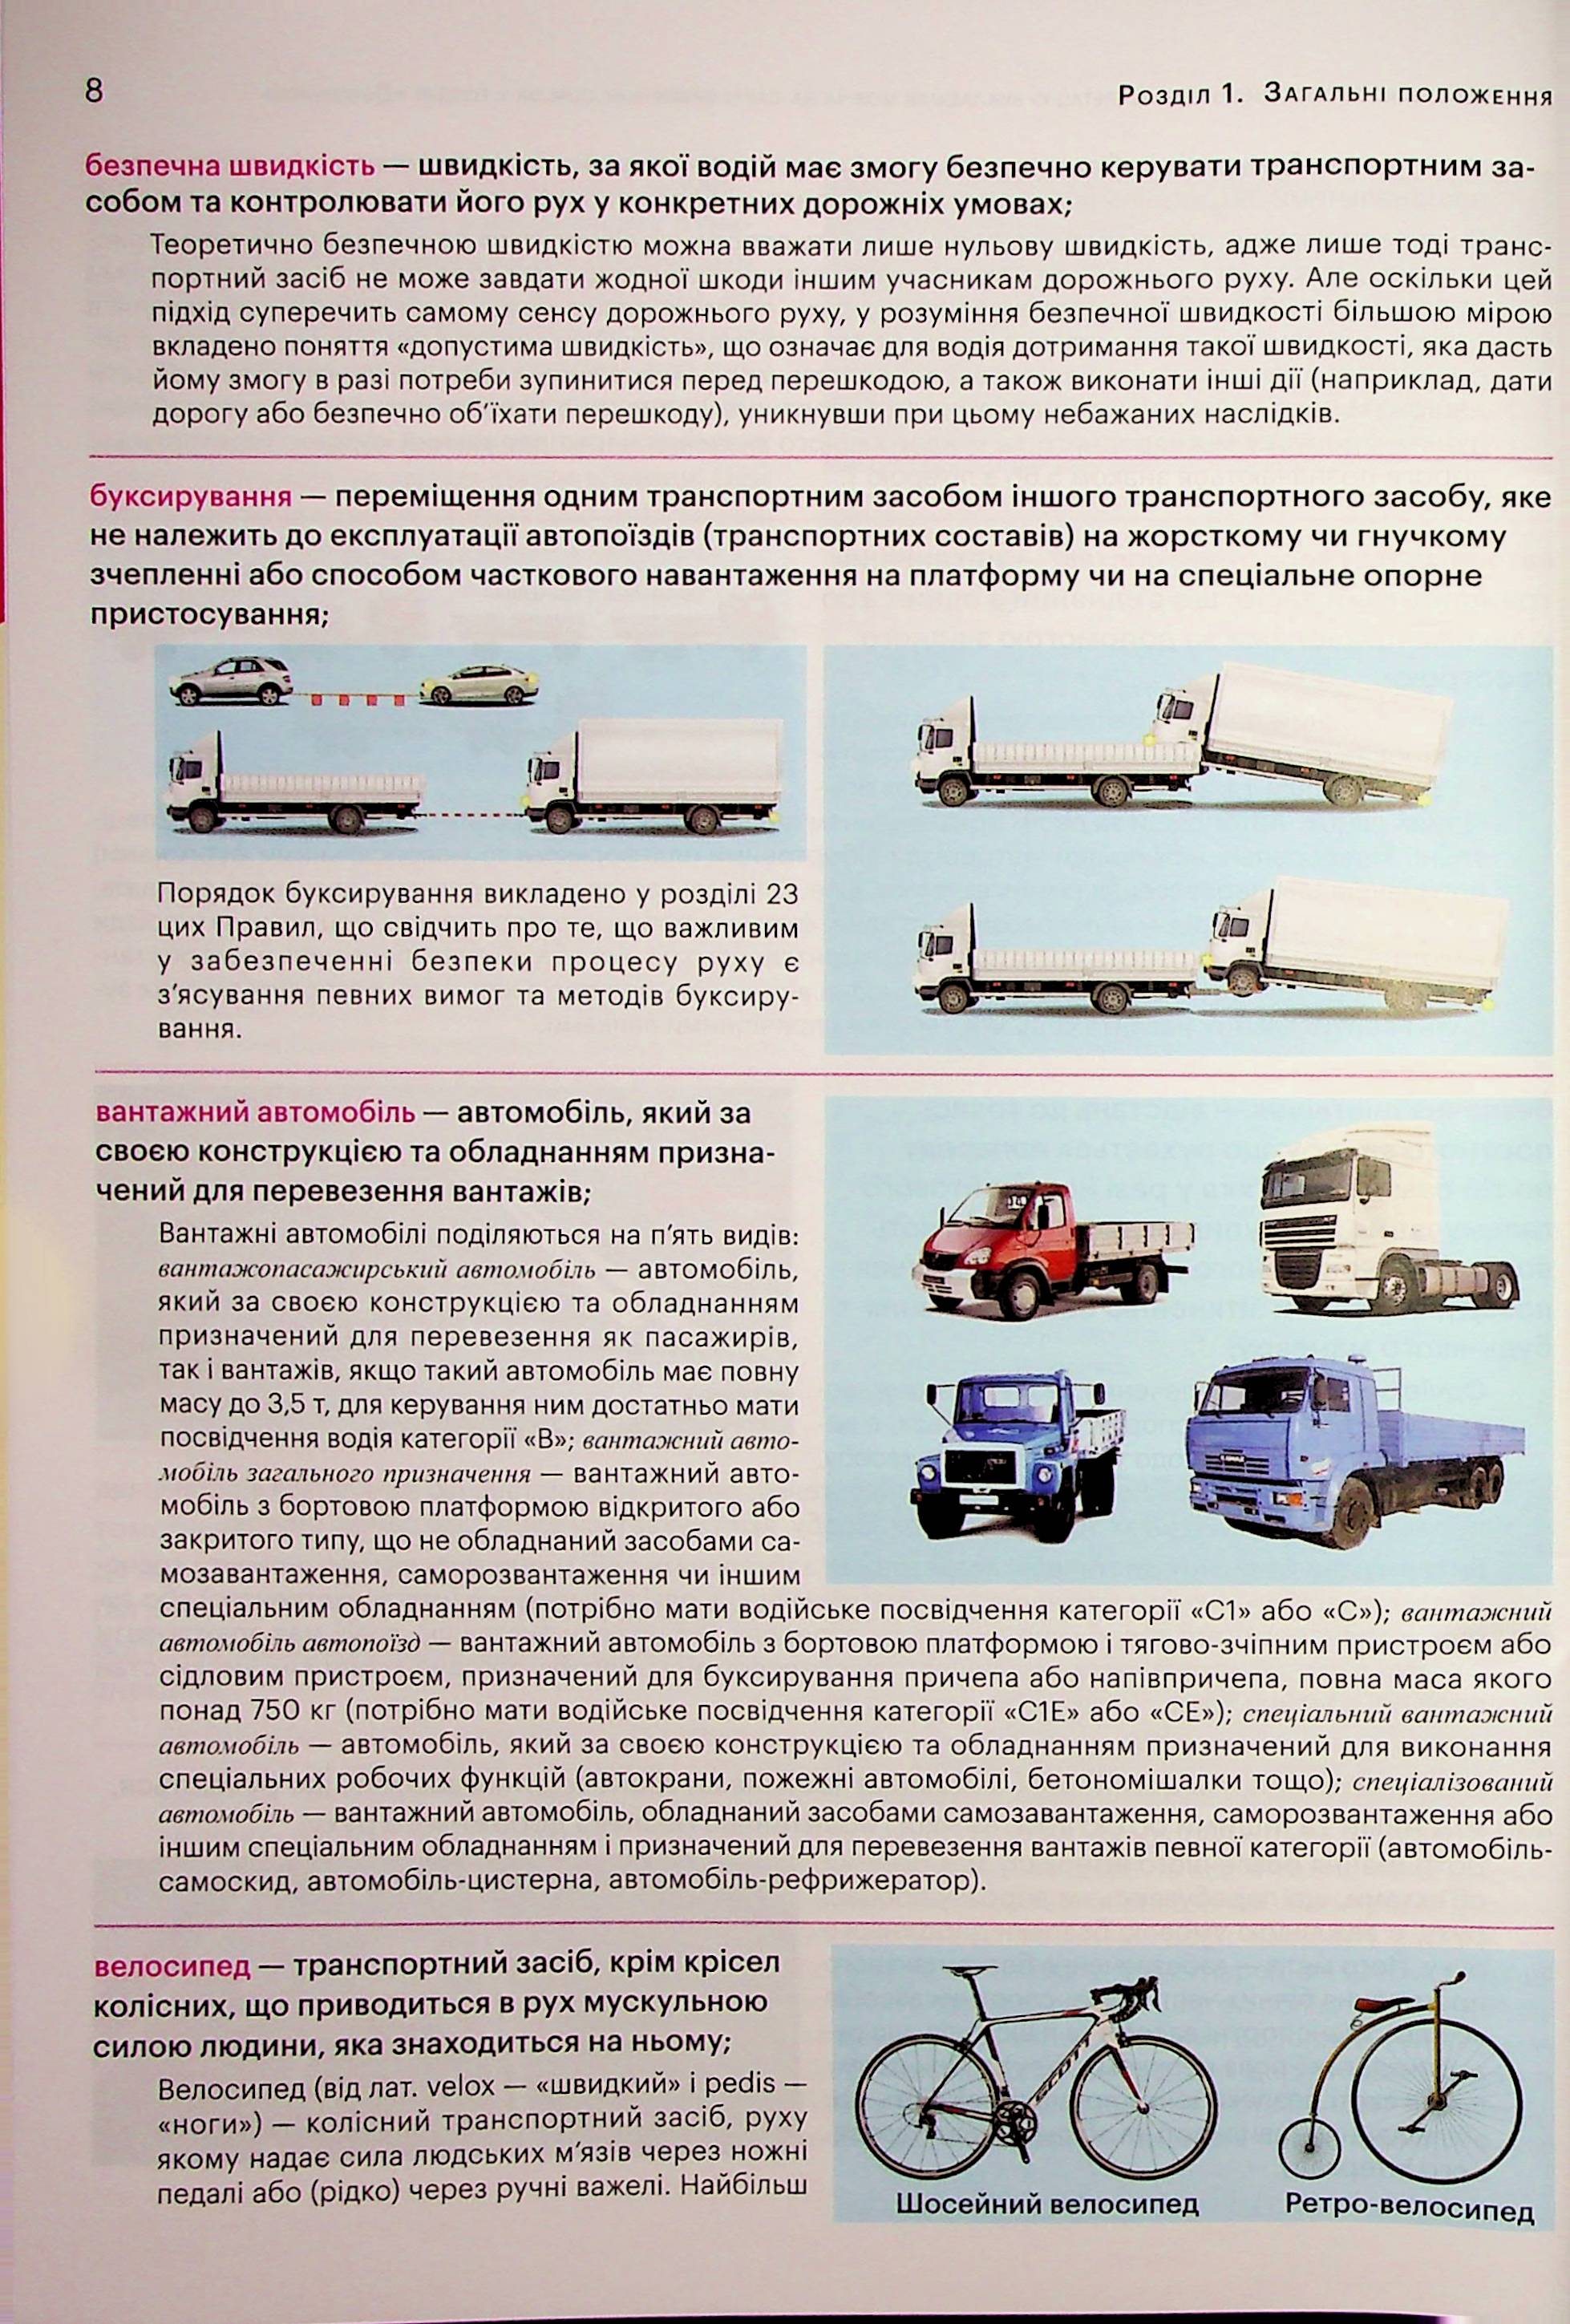 8
Розділ 1. Загальні положення
безпечна швидкість — швидкість, за якої водій має змогу безпечно керувати транспортним за-
собом та контролювати його рух у конкретних дорожніх умовах;
Теоретично безпечною швидкістю можна вважати лише нульову швидкість, адже лише тоді транс-
портний засіб не може завдати жодної шкоди іншим учасникам дорожнього руху. Але оскільки цей
підхід суперечить самому сенсу дорожнього руху, у розуміння безпечної швидкості більшою мірою
вкладено поняття «допустима швидкість», що означає для водія дотримання такої швидкості, яка дасть
йому змогу в разі потреби зупинитися перед перешкодою, а також виконати інші дії (наприклад, дати
дорогу або безпечно об'їхати перешкоду), уникнувши при цьому небажаних наслідків.
буксирування — переміщення одним транспортним засобом іншого транспортного засобу, яке
не належить до експлуатації автопоїздів (транспортних составів) на жорсткому чи гнучкому
зчепленні або способом часткового навантаження на платформу чи на спеціальне опорне
пристосування;
Порядок буксирування викладено у розділі 23
цих Правил, що свідчить про те, що важливим
у забезпеченні безпеки процесу руху є
з'ясування певних вимог та методів буксиру-
вання.
вантажний автомобіль — автомобіль, який за
своєю конструкцією та обладнанням призна-
чений для перевезення вантажів;
Вантажні автомобілі поділяються на п'ять видів:
вантажопасажирський автомобіль — автомобіль,
який за своєю конструкцією та обладнанням
призначений для перевезення як пасажирів,
так і вантажів, якщо такий автомобіль має повну
масу до 3,5 т, для керування ним достатньо мати
посвідчення водія категорії «В»; вантажний авто-
мобіль загального призначення — вантажний авто-
мобіль з бортовою платформою відкритого або
закритого типу, що не обладнаний засобами са-
мозавантаження, саморозвантаження чи іншим
спеціальним обладнанням (потрібно мати водійське посвідчення категорії «С1» або «С»); вантажний
автомобіль автопоїзд — вантажний автомобіль з бортовою платформою і тягово-зчіпним пристроєм або
сідловим пристроєм, призначений для буксирування причепа або напівпричепа, повна маса якого
понад 750 кг (потрібно мати водійське посвідчення категорії «С1Е» або «СЕ»); спеціальний вантажний
автомобіль — автомобіль, який за своєю конструкцією та обладнанням призначений для виконання
спеціальних робочих функцій (автокрани, пожежні автомобілі, бетономішалки тощо); спеціалізований
автомобіль — вантажний автомобіль, обладнаний засобами самозавантаження, саморозвантаження або
іншим спеціальним обладнанням і призначений для перевезення вантажів певної категорії (автомобіль-
самоскид, автомобіль-цистерна, автомобіль-рефрижератор).
велосипед — транспортний засіб, крім крісел
колісних, що приводиться в рух мускульною
силою людини, яка знаходиться на ньому;
Велосипед (від лат. velox — «швидкий» і pedis —
«ноги») — колісний транспортний засіб, руху
якому надає сила людських м'язів через ножні
педалі або (рідко) через ручні важелі. Найбільш
SCOTT
Шосейний велосипед
Ретро-велосипед